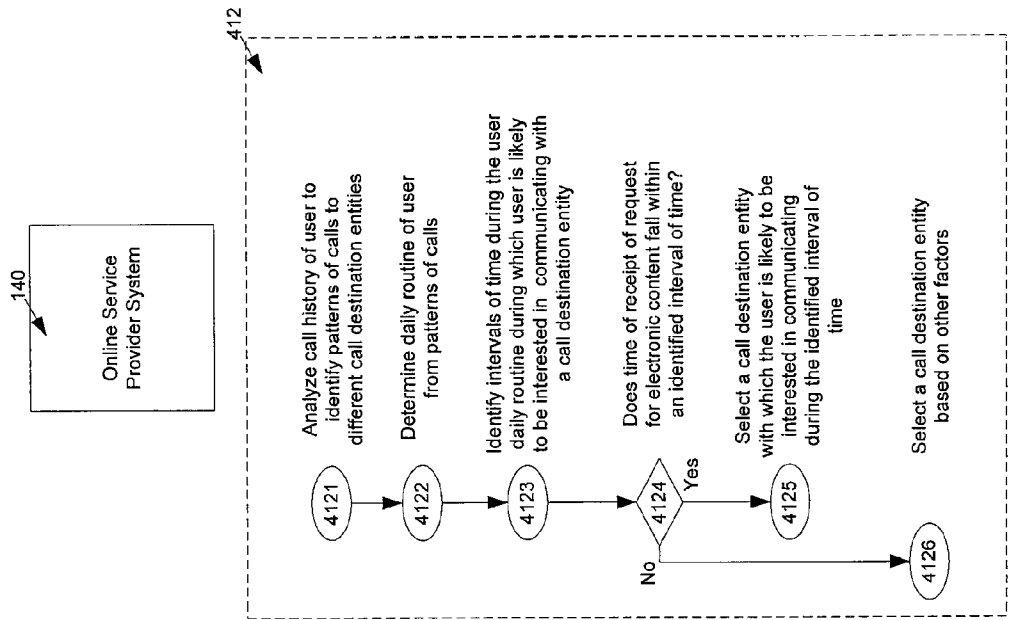 140
Online Service
Provider System
412
4121
Analyze call history of user to
identify patterns of calls to
different call destination entities
4122
Determine daily routine of user
from patterns of calls
4123
Identify intervals of time during the user
daily routine during which user is likely
to be interested in communicating with
a call destination entity
4124
Does time of receipt of request
for electronic content fall within
an identified interval of time?
No
Yes
4125
Select a call destination entity
with which the user is likely to be
interested in communicating
during the identified interval of
time
4126
Select a call destination entity
based on other factors